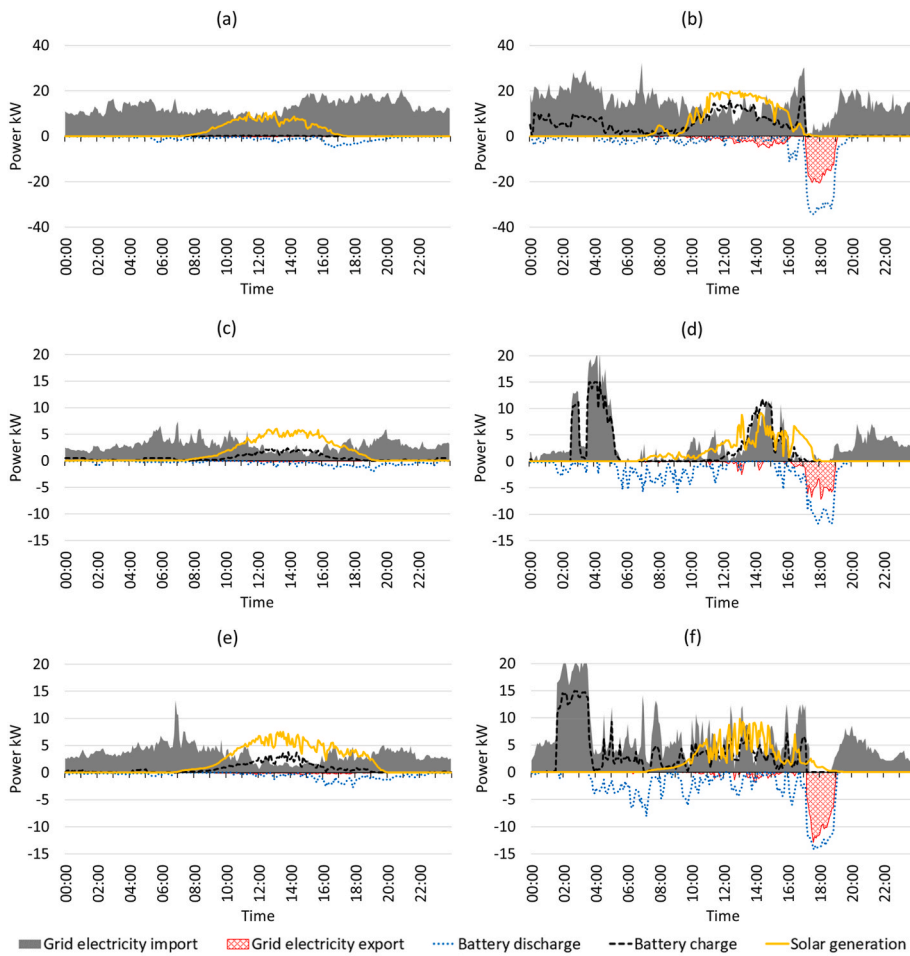 (a) (b)
40 40
20 20
0 0
-20 -20
-40 -40
Power kW Power kW
00:00 02:00 04:00 06:00 08:00 10:00 12:00 14:00 16:00 18:00 20:00 22:00 00:00 02:00 04:00 06:00 08:00 10:00 12:00 14:00 16:00 18:00 20:00 22:00
Time Time
(c) (d)
20 20
15 15
10 10
5 5
0 0
-5 -5
-10 -10
-15 -15
Power kW Power kW
00:00 02:00 04:00 06:00 08:00 10:00 12:00 14:00 16:00 18:00 20:00 22:00 00:00 02:00 04:00 06:00 08:00 10:00 12:00 14:00 16:00 18:00 20:00 22:00
Time Time
(e) (f)
20 20
15 15
10 10
5 5
0 0
-5 -5
-10 -10
-15 -15
Power kW Power kW
00:00 02:00 04:00 06:00 08:00 10:00 12:00 14:00 16:00 18:00 20:00 22:00 00:00 02:00 04:00 06:00 08:00 10:00 12:00 14:00 16:00 18:00 20:00 22:00
Time Time
Grid electricity import Grid electricity export Battery discharge Battery charge Solar generation